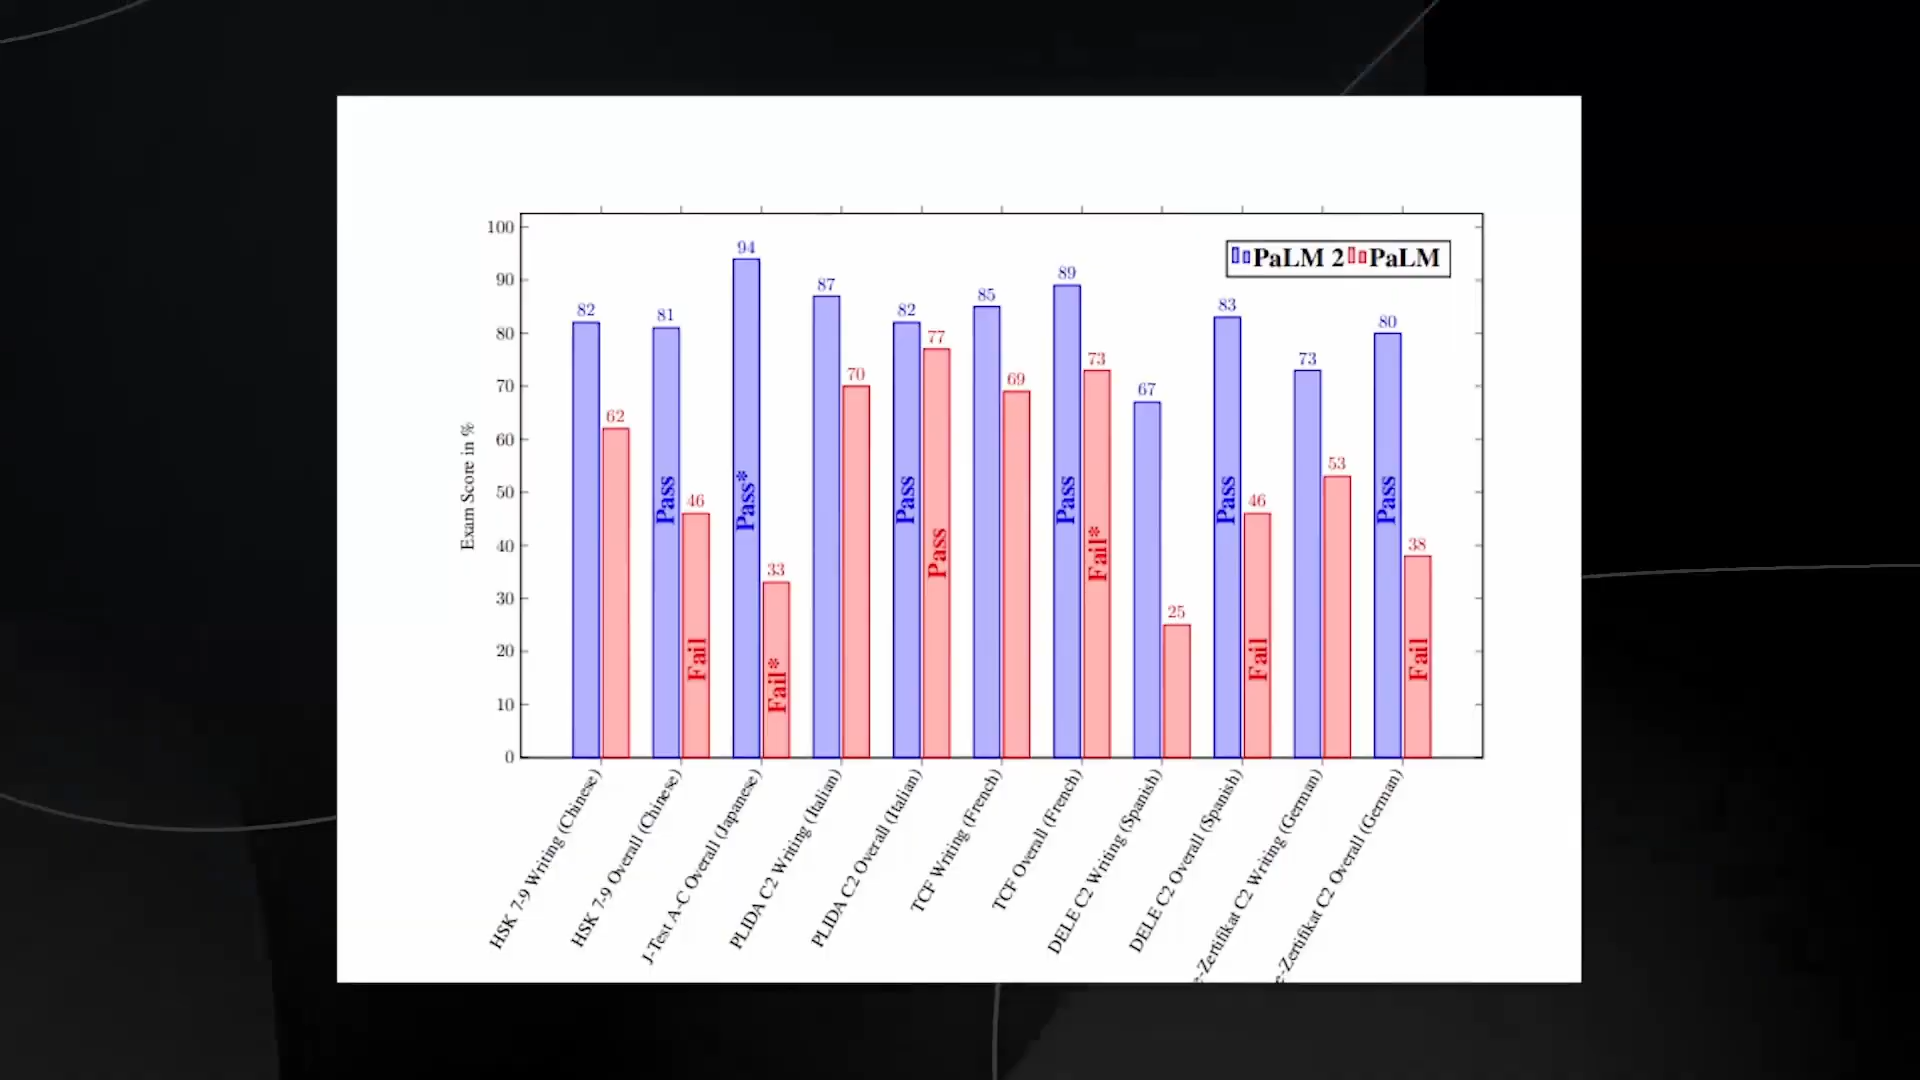 PaLM 2 PaLM
Exam Score in %
100
90
80
70
60
50
40
30
20
10
0
82
62
81
46
94
33
87
70
82
77
85
69
89
73
67
25
83
46
73
53
80
38
Pass
Fail
Pass*
Fail*
Pass
Pass
Pass
Fail*
Pass
Fail
Pass
Fail
HSK 7-9 Writing (Chinese)
HSK 7-9 Overall (Chinese)
J-Test A-C Overall (Japanese)
PLIDA C2 Writing (Italian)
PLIDA C2 Overall (Italian)
TCF Writing (French)
TCF Overall (French)
DELE C2 Writing (Spanish)
DELE C2 Overall (Spanish)
e-Zertifikat C2 Writing (German)
e-Zertifikat C2 Overall (German)